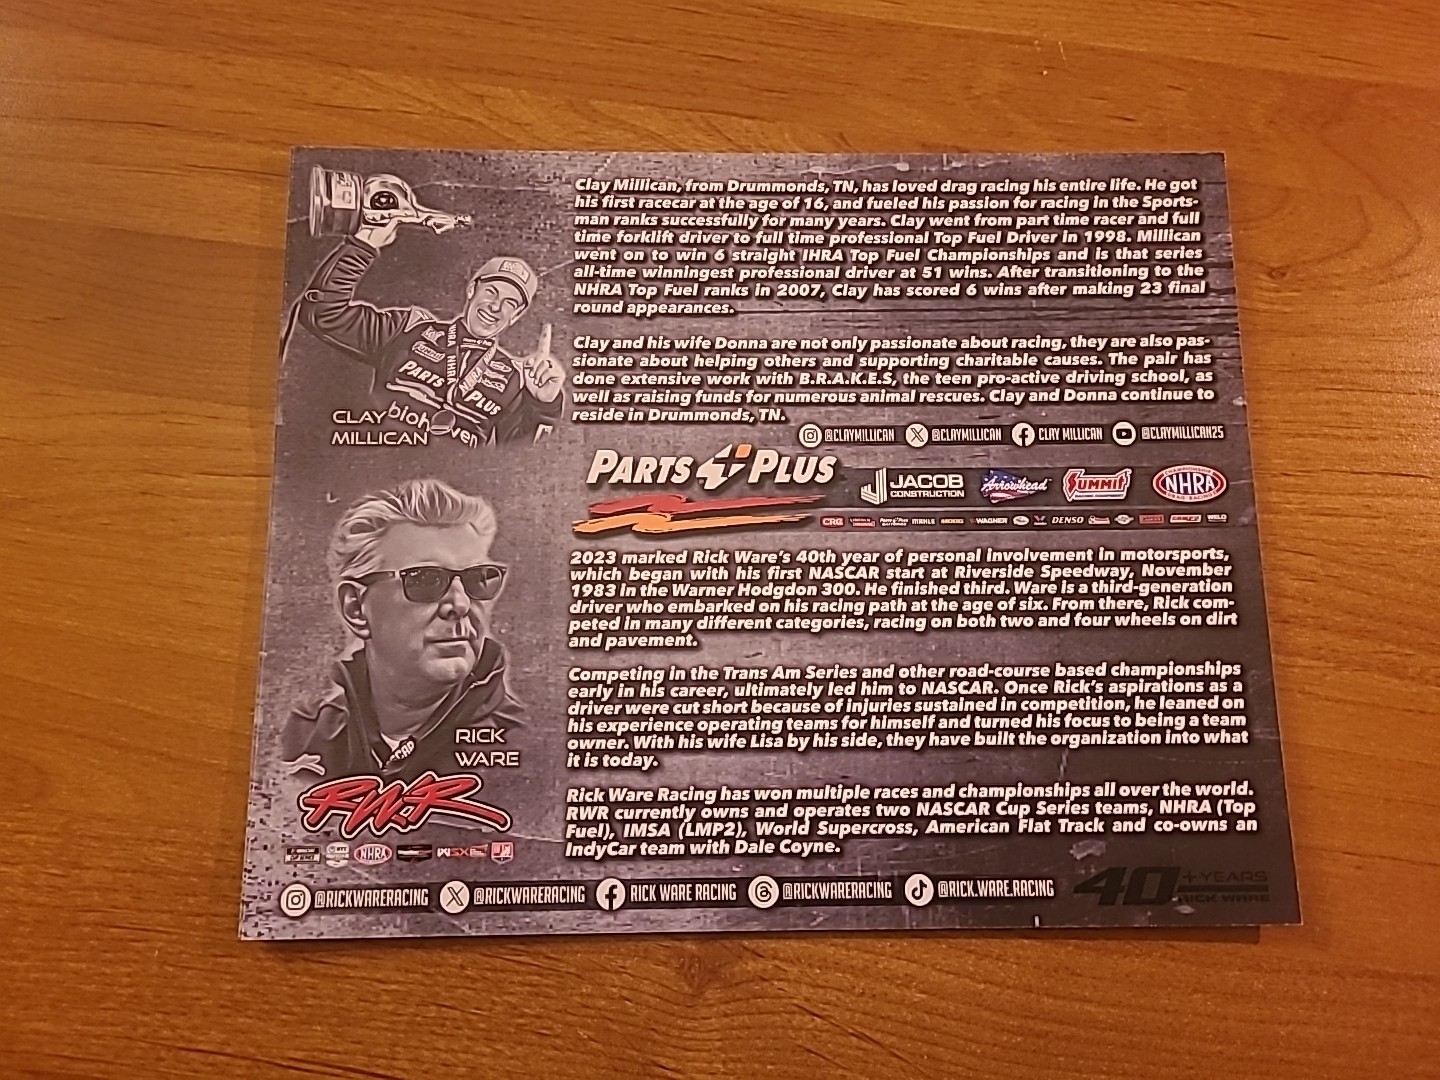 Clay Millican, from Drummonds, TN, has loved drag racing his entire life. He got
his first racecar at the age of 16, and fueled his passion for racing in the Sports-
man ranks successfully for many years. Clay went from part time racer and full
time forklift driver to full time professional Top Fuel Driver in 1998. Millican
went on to win 6 straight IHRA Top Fuel Championships and is that series
all-time winningest professional driver at 51 wins. After transitioning to the
NHRA Top Fuel ranks in 2007, Clay has scored 6 wins after making 23 final
round appearances.
Clay and his wife Donna are not only passionate about racing, they are also pas-
sionate about helping others and supporting charitable causes. The pair has
done extensive work with B.R.A.K.E.S, the teen pro-active driving school, as
well as raising funds for numerous animal rescues. Clay and Donna continue to
reside in Drummonds, TN.
PARTS PLUS
CLAY
MILLICAN
@CLAYMILLICAN @CLAYMILLICAN CLAY MILLICAN @CLAYMILLICAN25
PARTS PLUS
JACOB
CONSTRUCTION
Arrowhead
SUMMIT
NHRA
CRG
MAHLE
WAGNER
DENSO
WELD
2023 marked Rick Ware's 40th year of personal involvement in motorsports,
which began with his first NASCAR start at Riverside Speedway, November
1983 in the Warner Hodgdon 300. He finished third. Ware is a third-generation
driver who embarked on his racing path at the age of six. From there, Rick com-
peted in many different categories, racing on both two and four wheels on dirt
and pavement.
Competing in the Trans Am Series and other road-course based championships
early in his career, ultimately led him to NASCAR. Once Rick's aspirations as a
driver were cut short because of injuries sustained in competition, he leaned on
his experience operating teams for himself and turned his focus to being a team
owner. With his wife Lisa by his side, they have built the organization into what
it is today.
Rick Ware Racing has won multiple races and championships all over the world.
RWR currently owns and operates two NASCAR Cup Series teams, NHRA (Top
Fuel), IMSA (LMP2), World Supercross, American Flat Track and co-owns an
IndyCar team with Dale Coyne.
RICK
WARE
RWR
NHRA
WSX
@RICKWARERACING @RICKWARERACING RICK WARE RACING @RICKWARERACING @RICK.WARE.RACING
40 + YEARS
RICK WARE